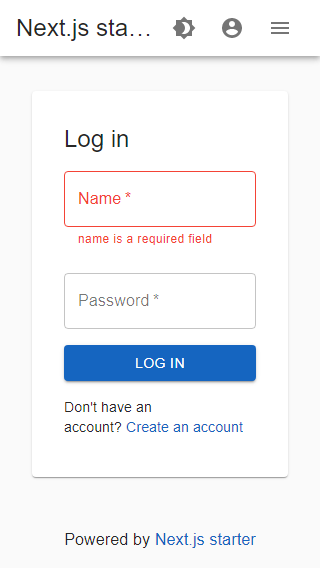 Next.js sta…
Log in
Name *
name is a required field
Password *
LOG IN
Don't have an
account? Create an account
Powered by Next.js starter